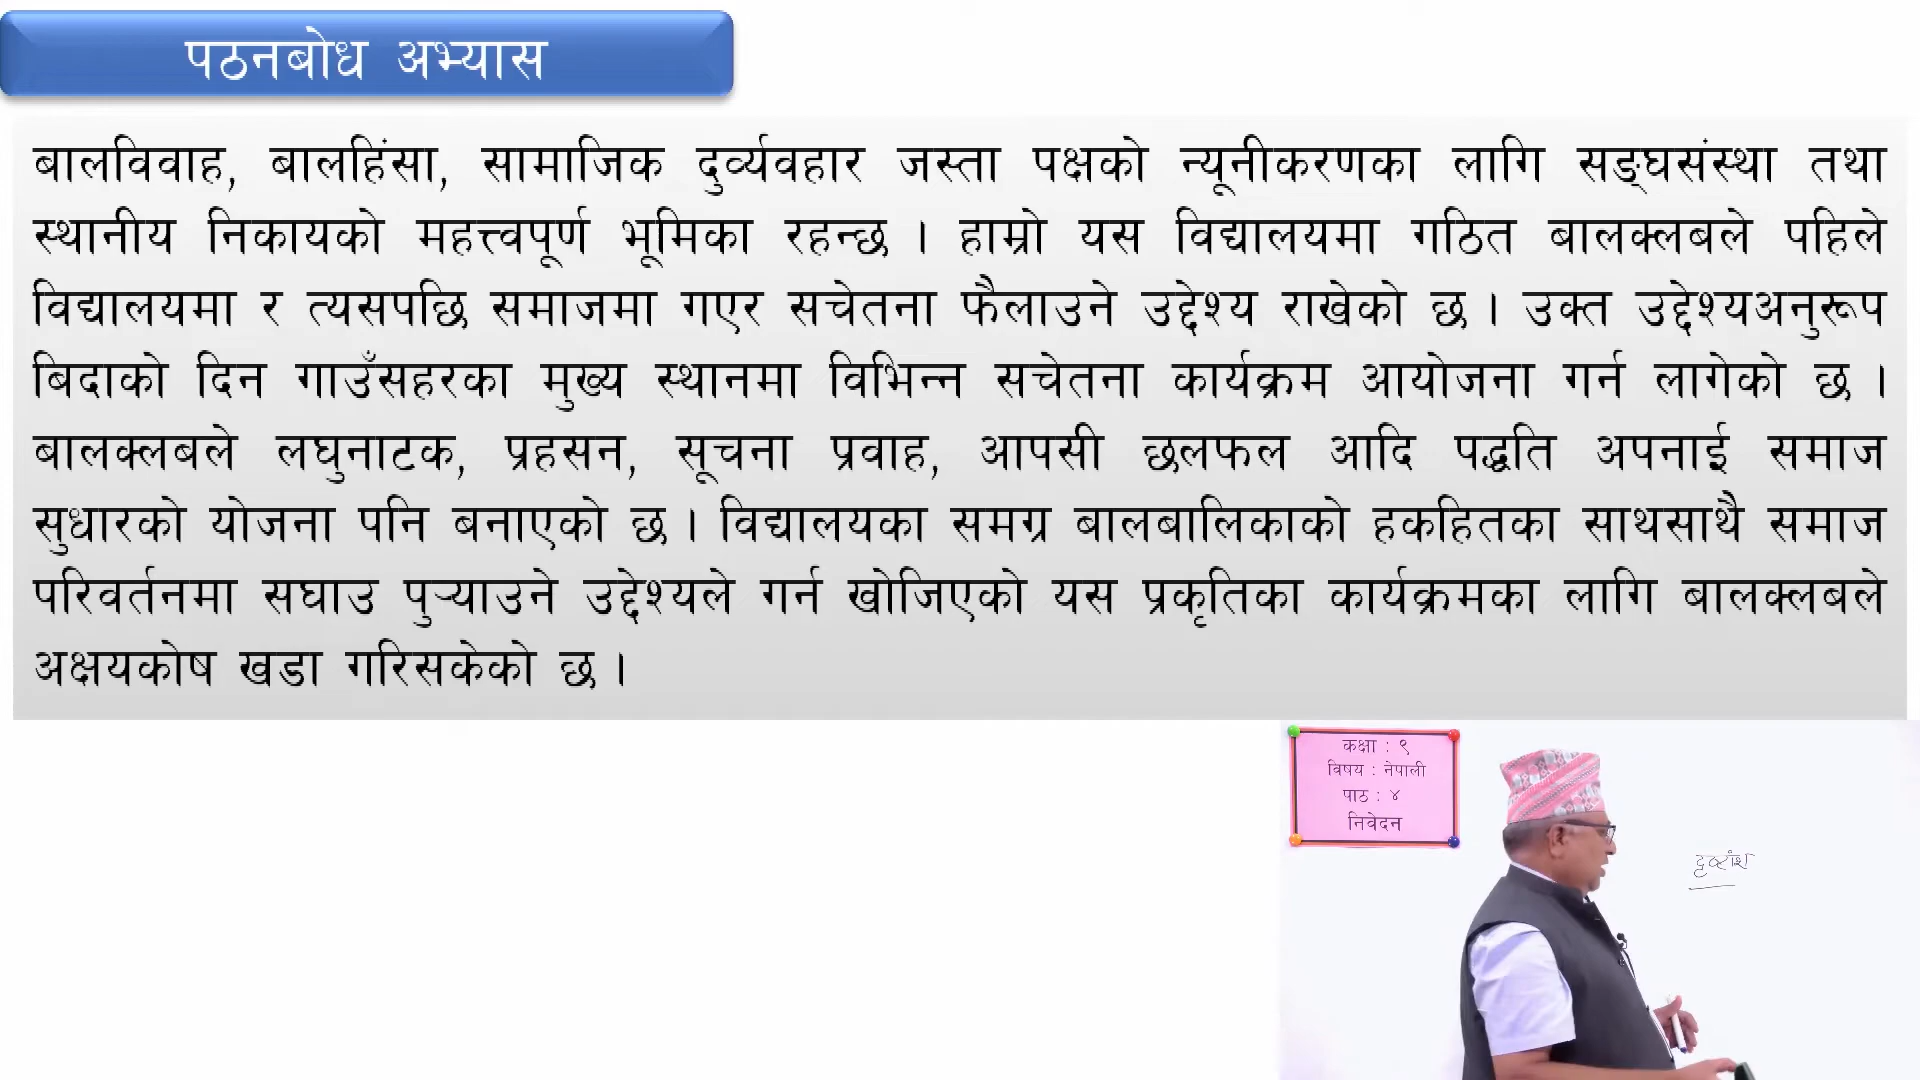 पठनबोध अभ्यास
बालविवाह, बालहिंसा, सामाजिक दुर्व्यवहार जस्ता पक्षको न्यूनीकरणका लागि सङ्घसंस्था तथा
स्थानीय निकायको महत्त्वपूर्ण भूमिका रहन्छ । हाम्रो यस विद्यालयमा गठित बालक्लबले पहिले
विद्यालयमा र त्यसपछि समाजमा गएर सचेतना फैलाउने उद्देश्य राखेको छ । उक्त उद्देश्यअनुरूप
बिदाको दिन गाउँसहरका मुख्य स्थानमा विभिन्न सचेतना कार्यक्रम आयोजना गर्न लागेको छ ।
बालक्लबले लघुनाटक, प्रहसन, सूचना प्रवाह, आपसी छलफल आदि पद्धति अपनाई समाज
सुधारको योजना पनि बनाएको छ । विद्यालयका समग्र बालबालिकाको हकहितका साथसाथै समाज
परिवर्तनमा सघाउ पुऱ्याउने उद्देश्यले गर्न खोजिएको यस प्रकृतिका कार्यक्रमका लागि बालक्लबले
अक्षयकोष खडा गरिसकेको छ ।
कक्षा : ९
विषय : नेपाली
पाठ : ४
निवेदन